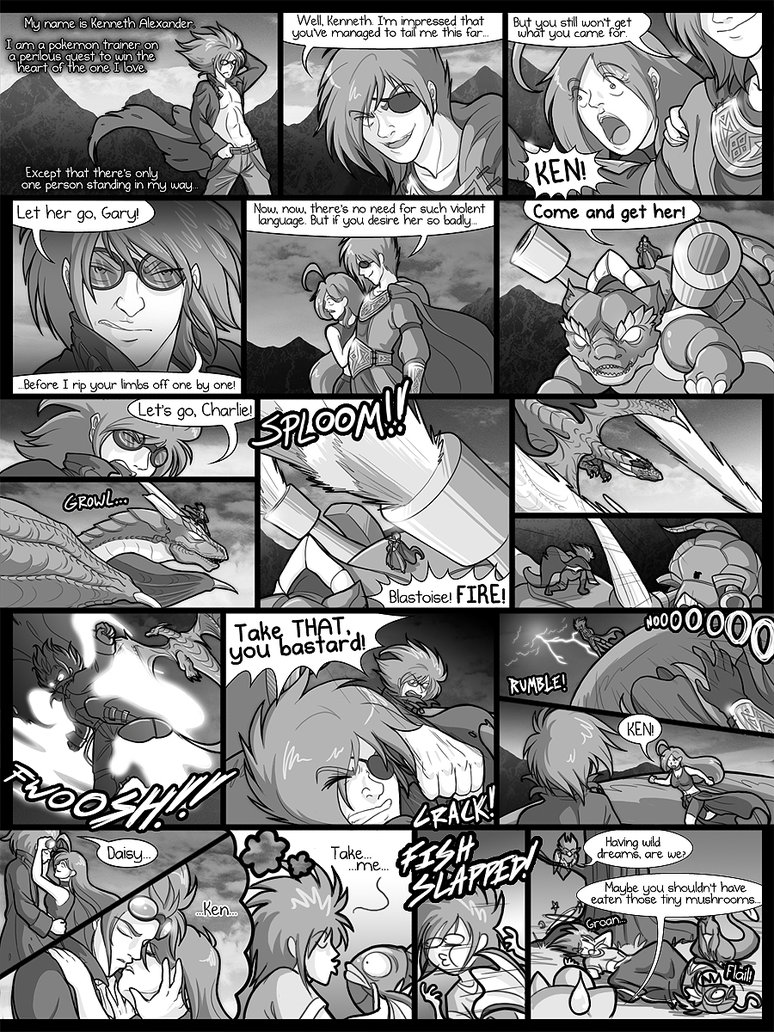 My name is Kenneth Alexander.
I am a pokemon trainer on
a perilous quest to win the
heart of the one I love.
Except that there's only
one person standing in my way...
Well, Kenneth. I'm impressed that
you've managed to tail me this far...
But you still won't get
what you came for.
KEN!
Let her go, Gary!
...Before I rip your limbs off one by one!
Now, now, there's no need for such violent
language. But if you desire her so badly...
Come and get her!
Let's go, Charlie!
GROWL...
SPLOOM!!
Blastoise! FIRE!
FWOOSH!!!
Take THAT,
you bastard!
CRACK!
NOOOOOOOO
RUMBLE!
KEN!
Daisy...
...Ken...
Take...
...me...
FISH
SLAPPED!
Having wild
dreams, are we?
Maybe you shouldn't have
eaten those tiny mushrooms...
Groan...
Flail!